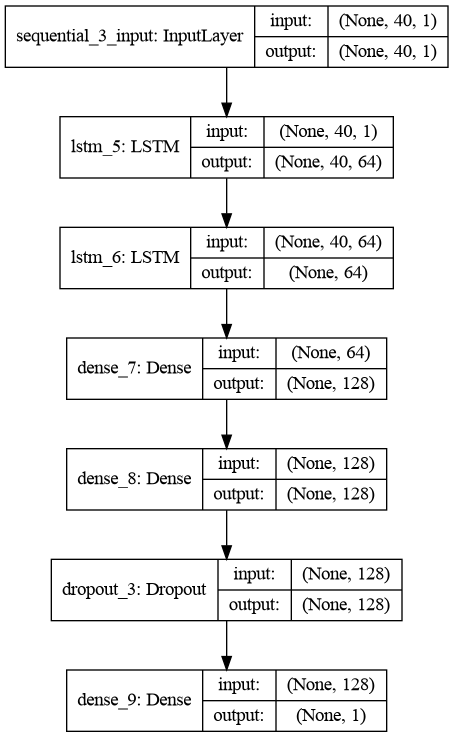 sequential_3_input: InputLayer
input: (None, 40, 1)
output: (None, 40, 1)
lstm_5: LSTM
input: (None, 40, 1)
output: (None, 40, 64)
lstm_6: LSTM
input: (None, 40, 64)
output: (None, 64)
dense_7: Dense
input: (None, 64)
output: (None, 128)
dense_8: Dense
input: (None, 128)
output: (None, 128)
dropout_3: Dropout
input: (None, 128)
output: (None, 128)
dense_9: Dense
input: (None, 128)
output: (None, 1)